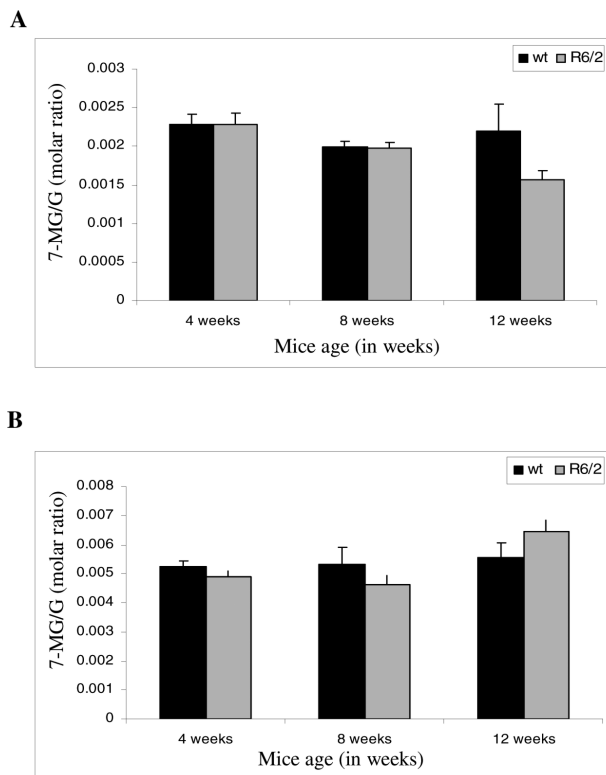 A
wt R6/2
0.003
0.0025
0.002
0.0015
0.001
0.0005
0
7-MG/G (molar ratio)
4 weeks 8 weeks 12 weeks
Mice age (in weeks)
B
wt R6/2
0.008
0.007
0.006
0.005
0.004
0.003
0.002
0.001
0
7-MG/G (molar ratio)
4 weeks 8 weeks 12 weeks
Mice age (in weeks)